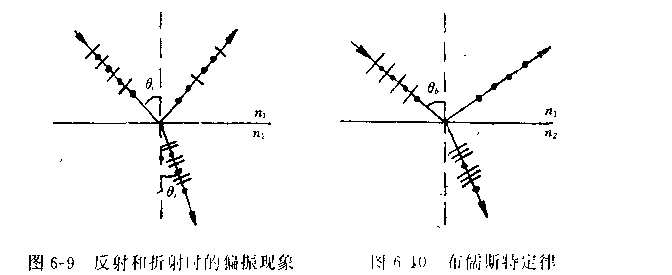 θᵢ
n₁
n₂
θᵣ
θb
n₁
n₂
图 6-9 反射和折射时的偏振现象
图 6-10 布儒斯特定律